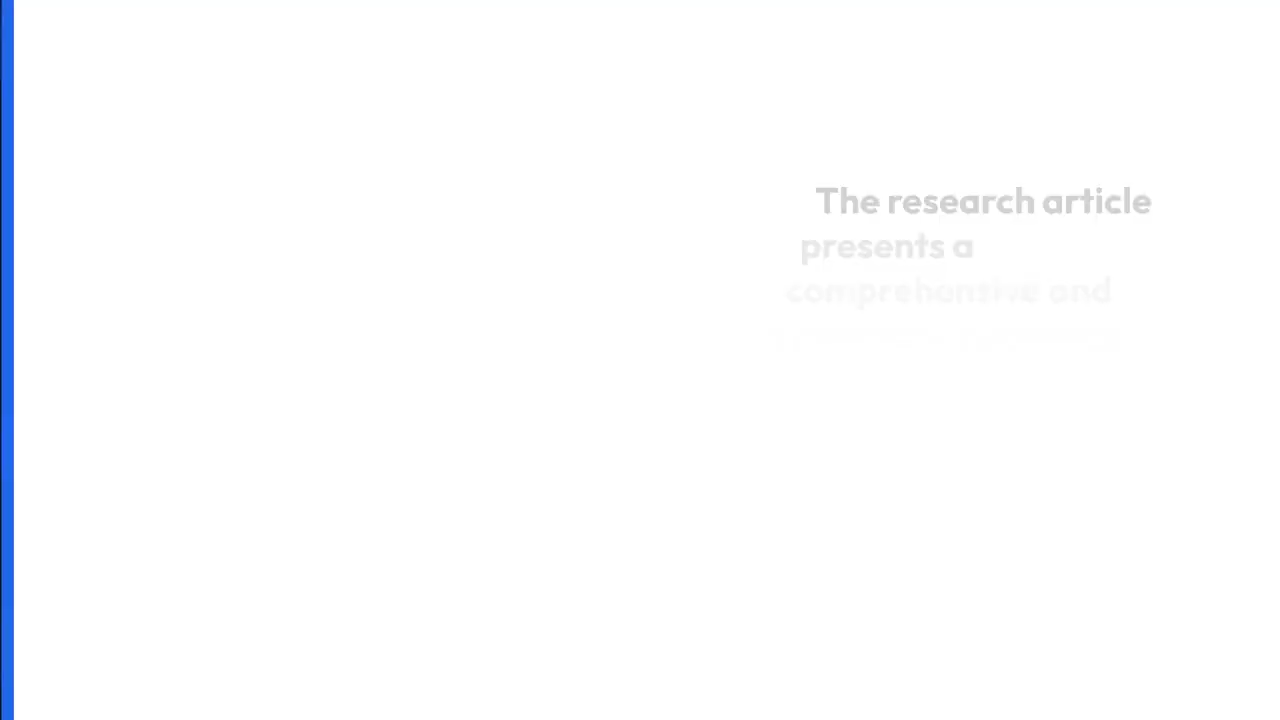 The research article
presents a
comprehensive and